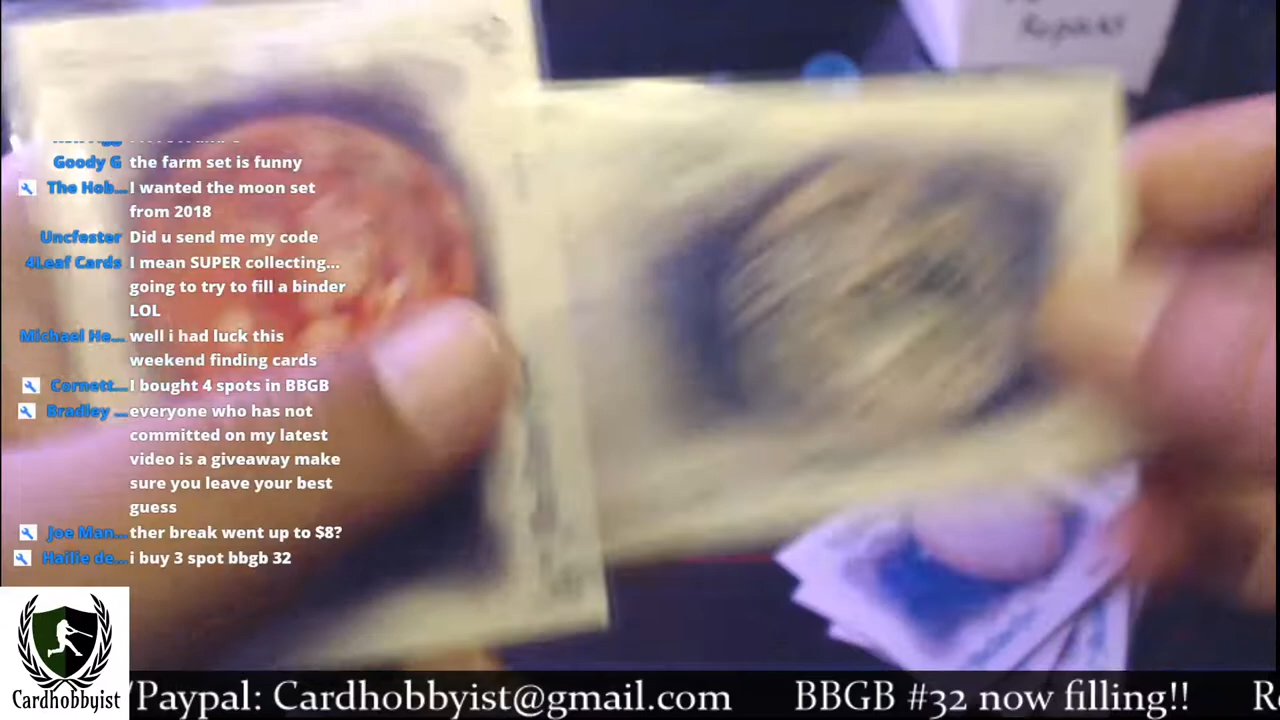 Repacks
Goody G the farm set is funny
The Hob... I wanted the moon set
from 2018
Uncfester Did u send me my code
4Leaf Cards I mean SUPER collecting...
going to try to fill a binder
LOL
Michael He... well i had luck this
weekend finding cards
Cornett... I bought 4 spots in BBGB
Bradley ... everyone who has not
committed on my latest
video is a giveaway make
sure you leave your best
guess
Joe Man... ther break went up to $8?
Hailie de... i buy 3 spot bbgb 32
Cardhobbyist
/Paypal: Cardhobbyist@gmail.com BBGB #32 now filling!! R